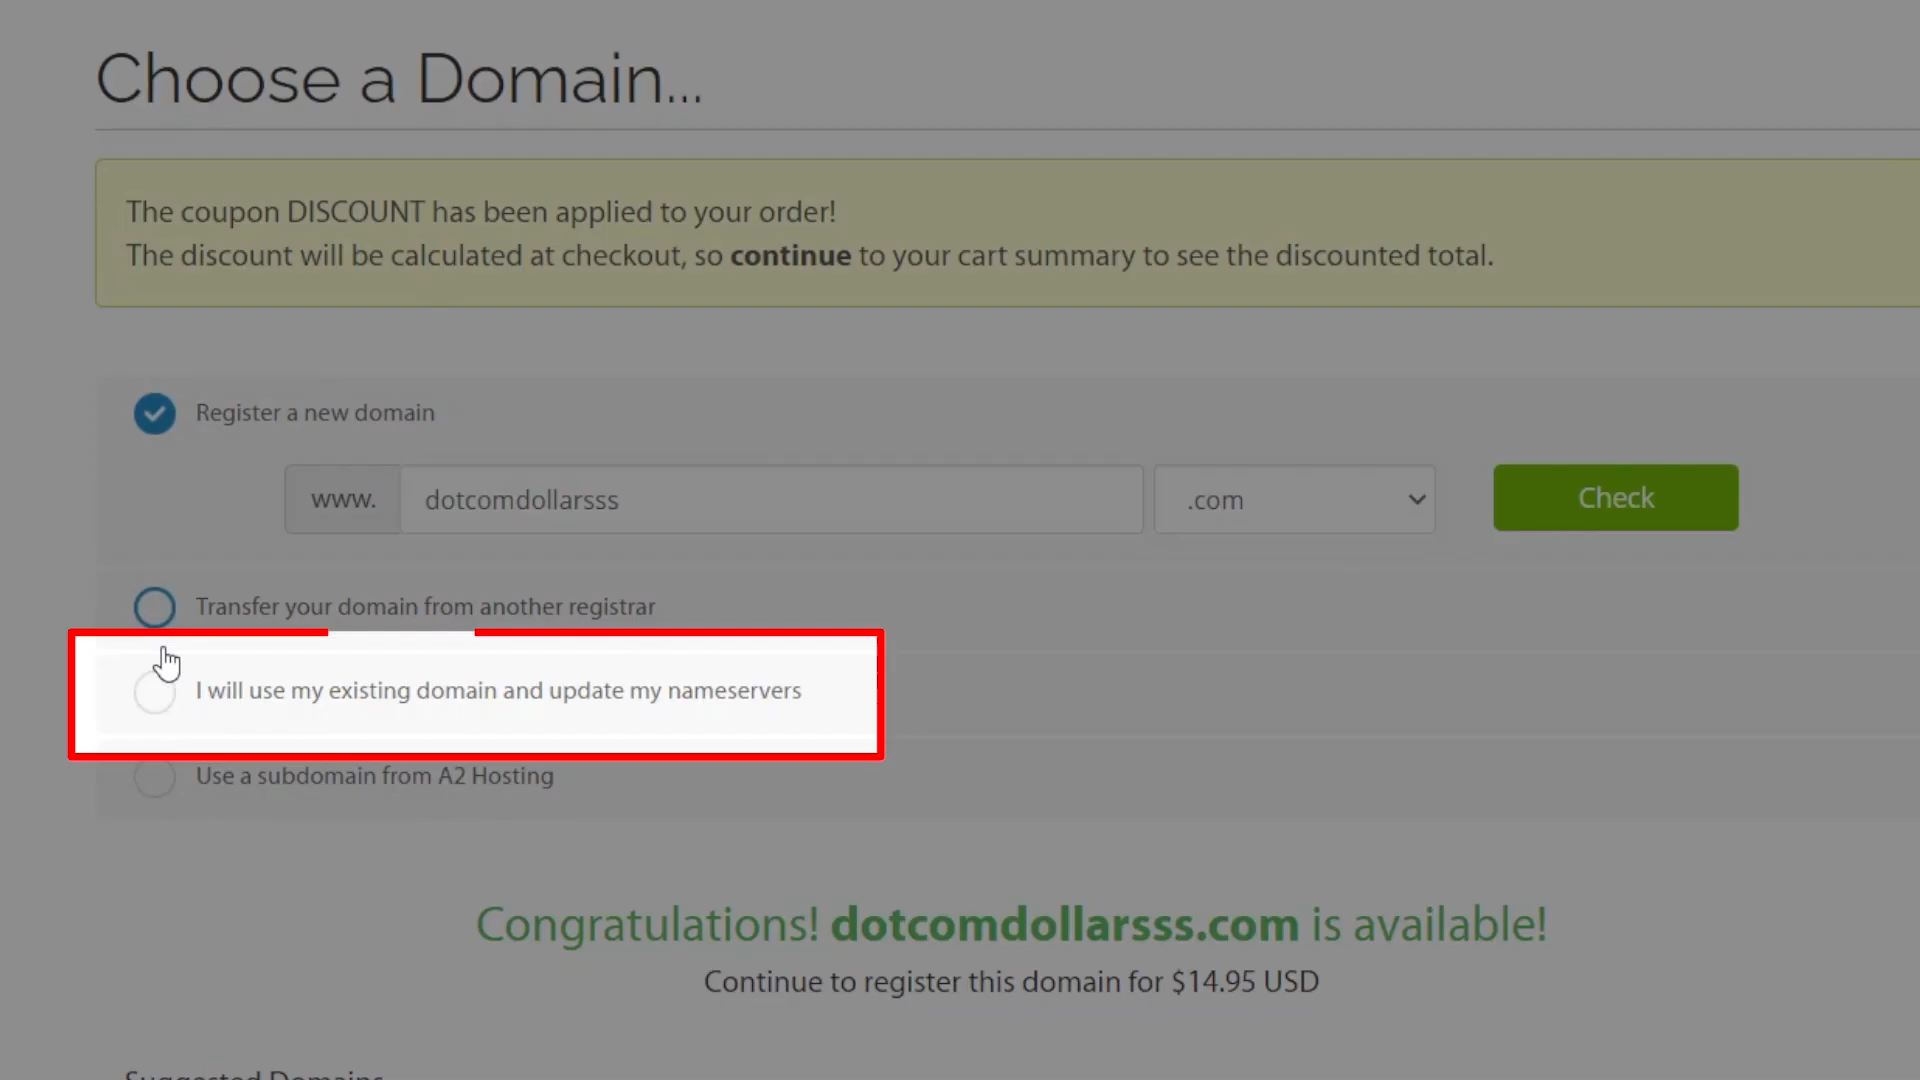 Choose a Domain...
The coupon DISCOUNT has been applied to your order!
The discount will be calculated at checkout, so continue to your cart summary to see the discounted total.
Register a new domain
www. dotcomdollarsss .com Check
Transfer your domain from another registrar
I will use my existing domain and update my nameservers
Use a subdomain from A2 Hosting
Congratulations! dotcomdollarsss.com is available!
Continue to register this domain for $14.95 USD
Suggested Domains